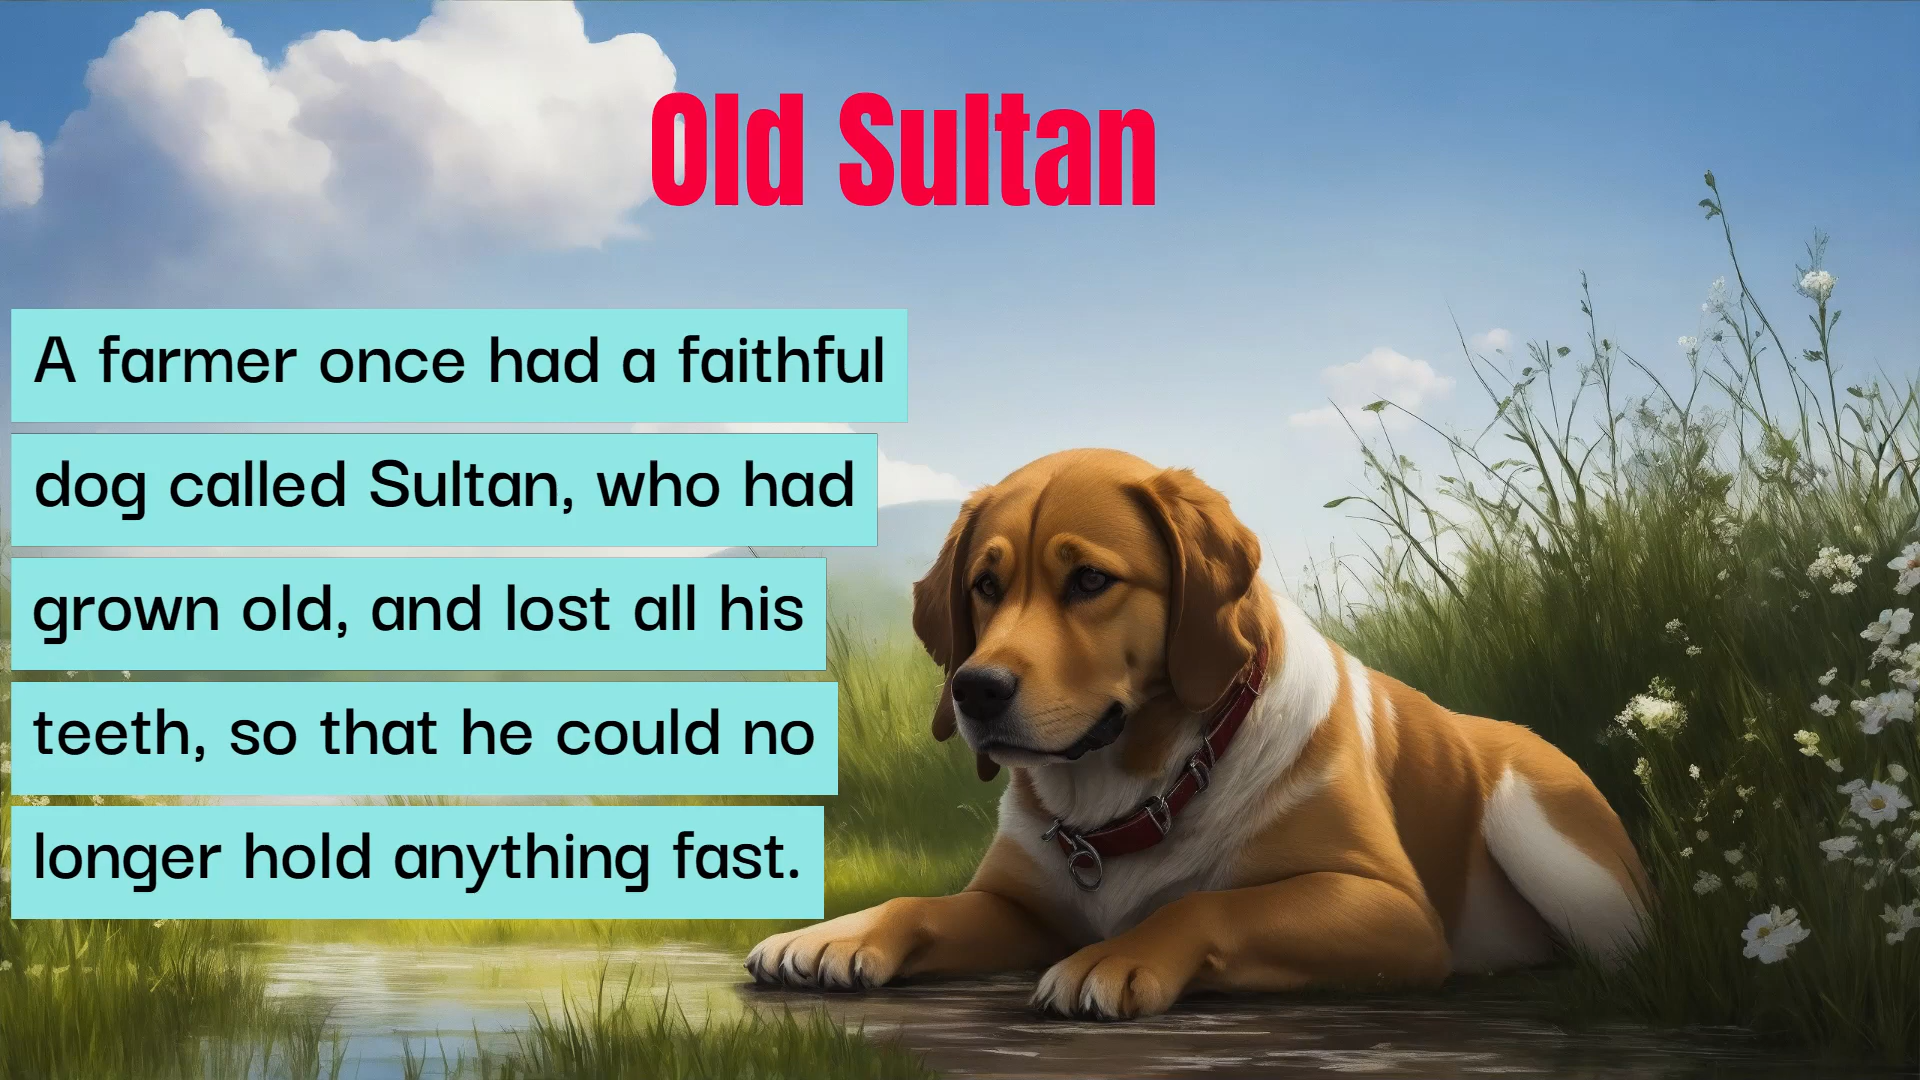 Old Sultan
A farmer once had a faithful
dog called Sultan, who had
grown old, and lost all his
teeth, so that he could no
longer hold anything fast.